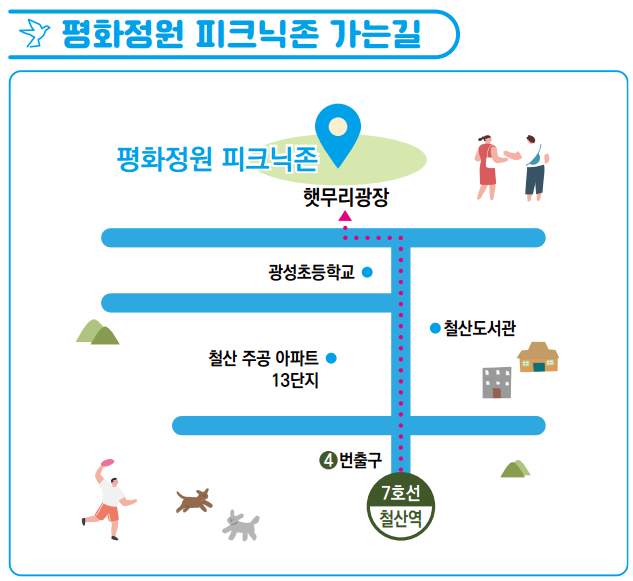 평화정원 피크닉존 가는길
평화정원 피크닉존
햇무리광장
광성초등학교
철산도서관
철산 주공 아파트
13단지
4 번출구
7호선
철산역